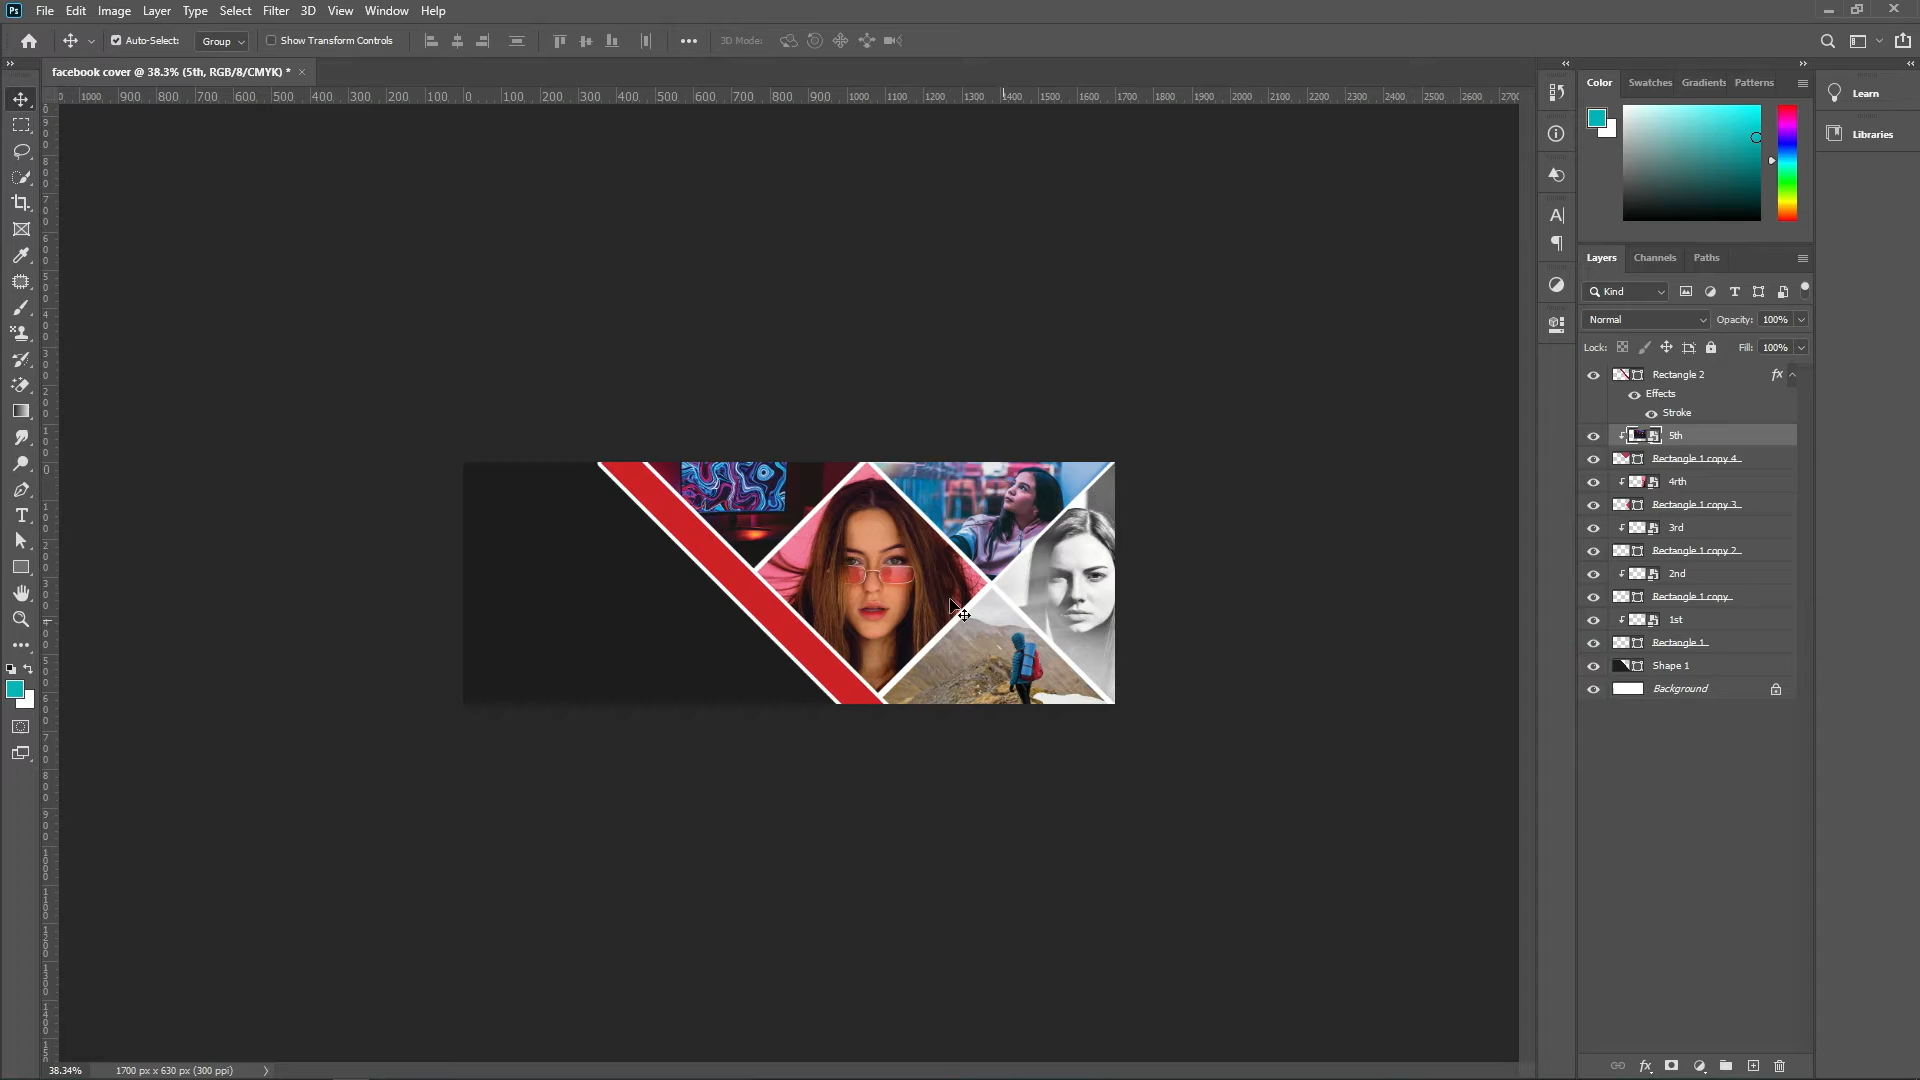 Ps File Edit Image Layer Type Select Filter 3D View Window Help
Auto-Select: Group Show Transform Controls 3D Mode:
facebook cover @ 38.3% (5th, RGB/8/CMYK) *
1000 900 800 700 600 500 400 300 200 100 0 100 200 300 400 500 600 700 800 900 1000 1100 1200 1300 1400 1500 1600 1700 1800 1900 2000 2100 2200 2300 2400 2500 2600 2700
Color Swatches Gradients Patterns
Learn
Libraries
Layers Channels Paths
Kind
Normal Opacity: 100%
Lock: Fill: 100%
Rectangle 2 fx
Effects
Stroke
5th
Rectangle 1 copy 4
4rth
Rectangle 1 copy 3
3rd
Rectangle 1 copy 2
2nd
Rectangle 1 copy
1st
Rectangle 1
Shape 1
Background
38.34% 1700 px x 630 px (300 ppi)